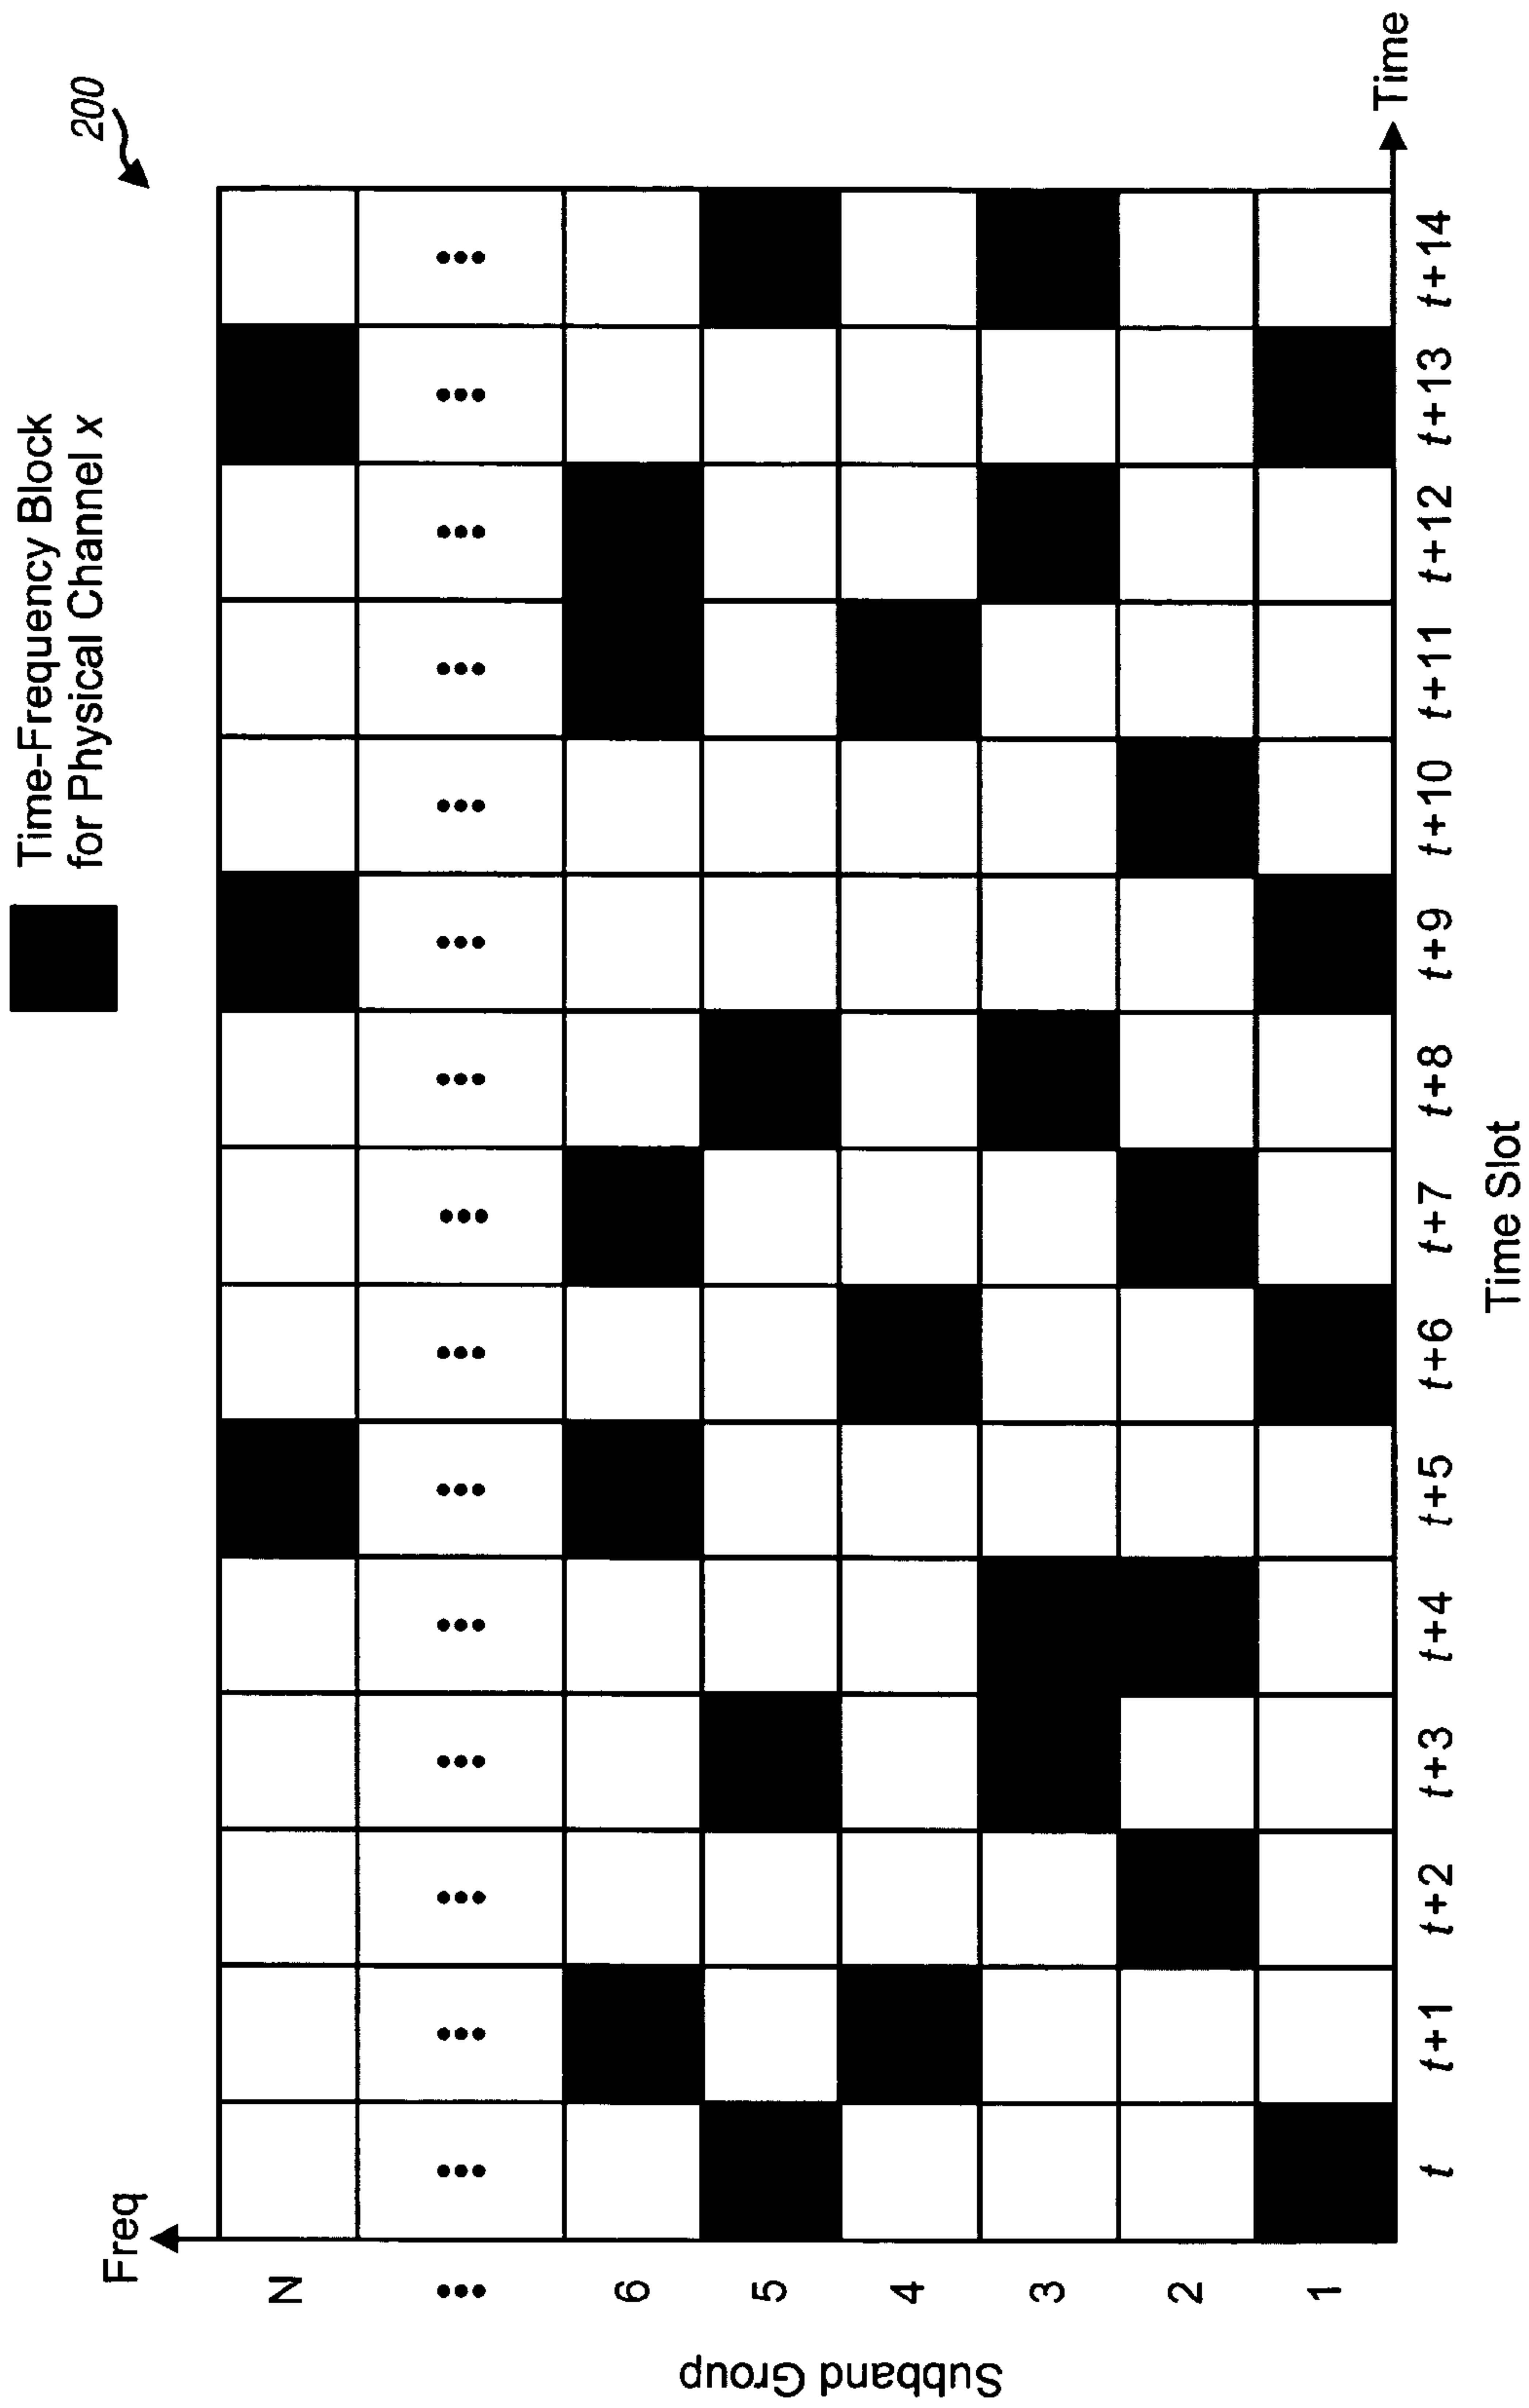 200
Time-Frequency Block
for Physical Channel x
Freq
Subband Group
N
•••
6
5
4
3
2
1
••• ••• ••• ••• ••• ••• ••• ••• ••• ••• ••• ••• ••• ••• •••
t t+1 t+2 t+3 t+4 t+5 t+6 t+7 t+8 t+9 t+10 t+11 t+12 t+13 t+14
Time
Time Slot